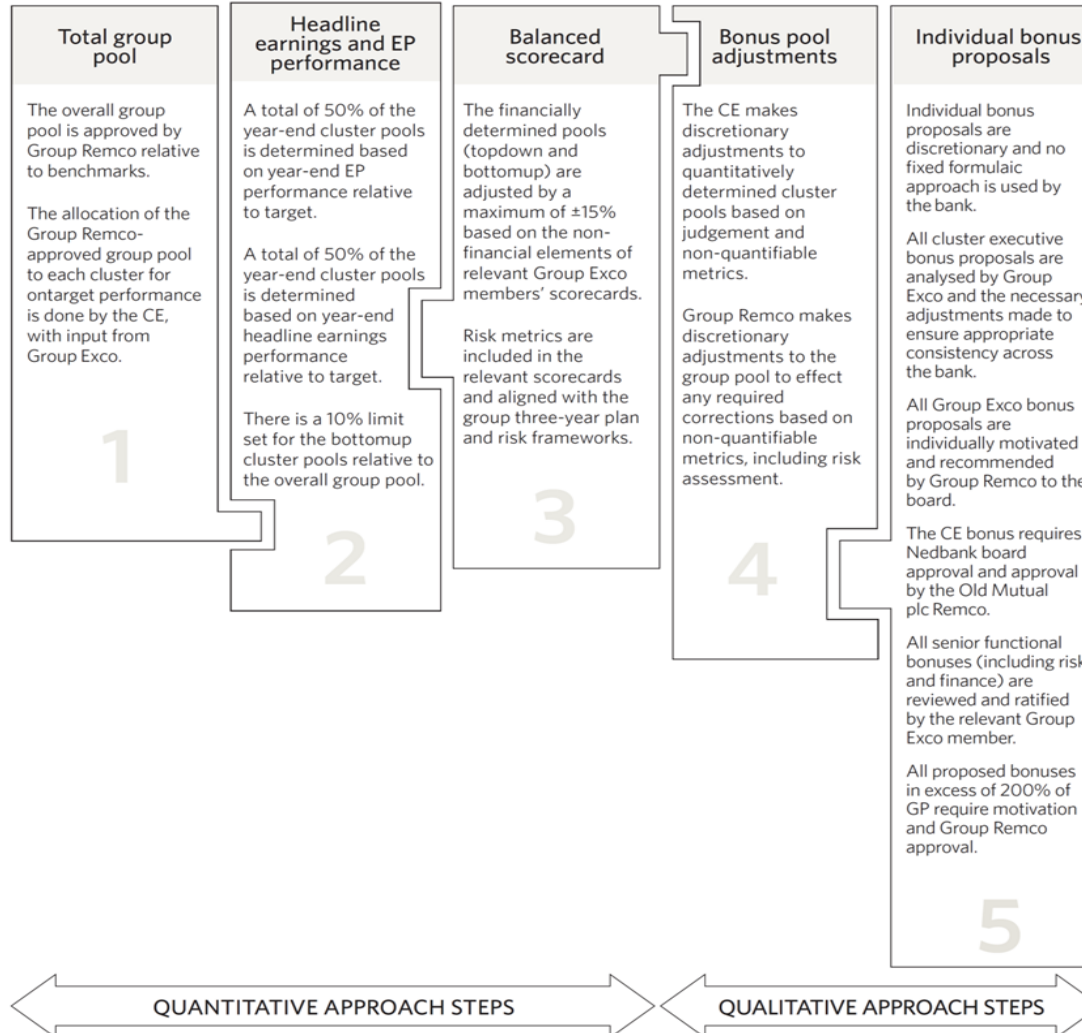 Total group
pool
The overall group
pool is approved by
Group Remco relative
to benchmarks.
The allocation of the
Group Remco-
approved group pool
to each cluster for
ontarget performance
is done by the CE,
with input from
Group Exco.
1
Headline
earnings and EP
performance
A total of 50% of the
year-end cluster pools
is determined based
on year-end EP
performance relative
to target.
A total of 50% of the
year-end cluster pools
is determined
based on year-end
headline earnings
performance
relative to target.
There is a 10% limit
set for the bottomup
cluster pools relative to
the overall group pool.
2
Balanced
scorecard
The financially
determined pools
(topdown and
bottomup) are
adjusted by a
maximum of ±15%
based on the non-
financial elements of
relevant Group Exco
members’ scorecards.
Risk metrics are
included in the
relevant scorecards
and aligned with the
group three-year plan
and risk frameworks.
3
Bonus pool
adjustments
The CE makes
discretionary
adjustments to
quantitatively
determined cluster
pools based on
judgement and
non-quantifiable
metrics.
Group Remco makes
discretionary
adjustments to the
group pool to effect
any required
corrections based on
non-quantifiable
metrics, including risk
assessment.
4
Individual bonus
proposals
Individual bonus
proposals are
discretionary and no
fixed formulaic
approach is used by
the bank.
All cluster executive
bonus proposals are
analysed by Group
Exco and the necessary
adjustments made to
ensure appropriate
consistency across
the bank.
All Group Exco bonus
proposals are
individually motivated
and recommended
by Group Remco to the
board.
The CE bonus requires
Nedbank board
approval and approval
by the Old Mutual
plc Remco.
All senior functional
bonuses (including risk
and finance) are
reviewed and ratified
by the relevant Group
Exco member.
All proposed bonuses
in excess of 200% of
GP require motivation
and Group Remco
approval.
5
QUANTITATIVE APPROACH STEPS
QUALITATIVE APPROACH STEPS